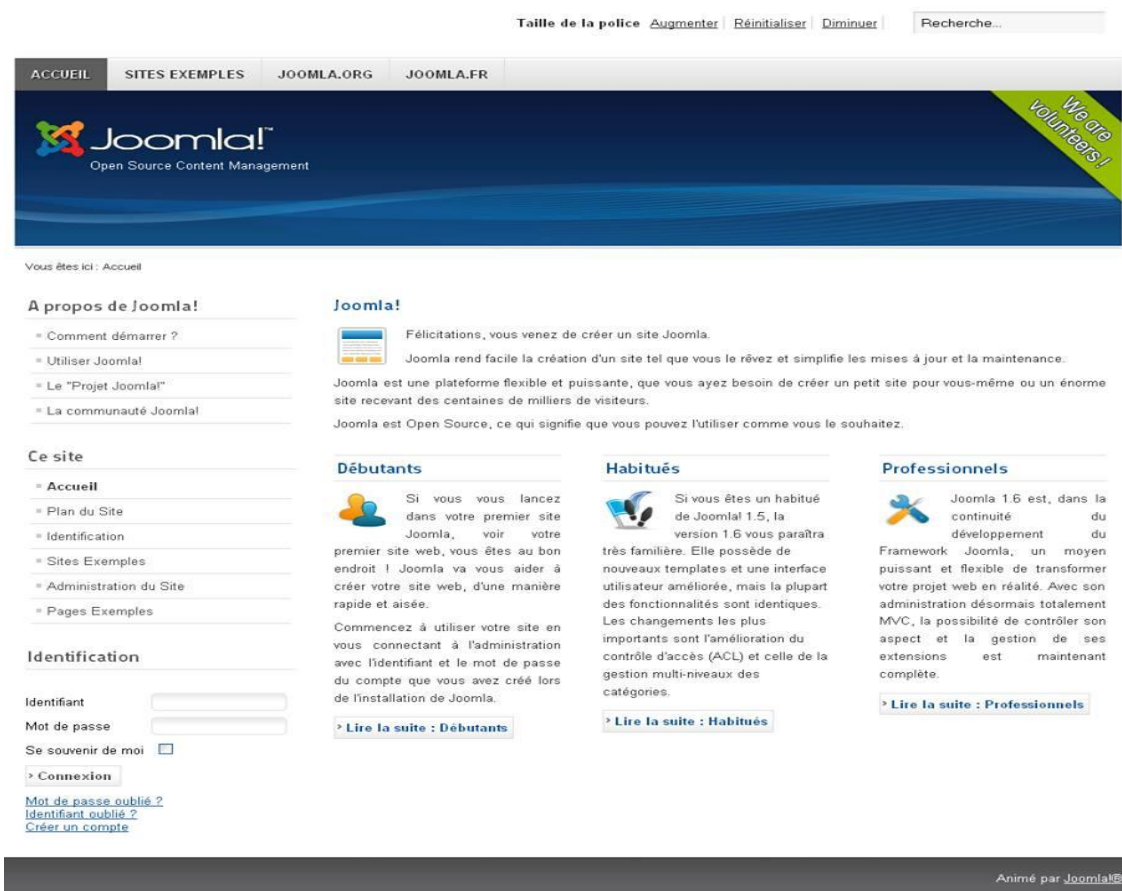 Taille de la police Augmenter Réinitialiser Diminuer Recherche...
ACCUEIL SITES EXEMPLES JOOMLA.ORG JOOMLA.FR
We are
volunteers !
Joomla!™
Open Source Content Management
Vous êtes ici : Accueil
A propos de Joomla!
Comment démarrer ?
Utiliser Joomla!
Le "Projet Joomla!"
La communauté Joomla!
Ce site
Accueil
Plan du Site
Identification
Sites Exemples
Administration du Site
Pages Exemples
Identification
Identifiant
Mot de passe
Se souvenir de moi
Connexion
Mot de passe oublié ?
Identifiant oublié ?
Créer un compte
Joomla!
Félicitations, vous venez de créer un site Joomla.
Joomla rend facile la création d'un site tel que vous le rêvez et simplifie les mises à jour et la maintenance.
Joomla est une plateforme flexible et puissante, que vous ayez besoin de créer un petit site pour vous-même ou un énorme
site recevant des centaines de milliers de visiteurs.
Joomla est Open Source, ce qui signifie que vous pouvez l'utiliser comme vous le souhaitez.
Débutants
Si vous vous lancez
dans votre premier site
Joomla, voir votre
premier site web, vous êtes au bon
endroit ! Joomla va vous aider à
créer votre site web, d'une manière
rapide et aisée.
Commencez à utiliser votre site en
vous connectant à l'administration
avec l'identifiant et le mot de passe
du compte que vous avez créé lors
de l'installation de Joomla.
Lire la suite : Débutants
Habitués
Si vous êtes un habitué
de Joomla! 1.5, la
version 1.6 vous paraîtra
très familière. Elle possède de
nouveaux templates et une interface
utilisateur améliorée, mais la plupart
des fonctionnalités sont identiques.
Les changements les plus
importants sont l'amélioration du
contrôle d'accès (ACL) et celle de la
gestion multi-niveaux des
catégories.
Lire la suite : Habitués
Professionnels
Joomla 1.6 est, dans la
continuité du
développement du
Framework Joomla, un moyen
puissant et flexible de transformer
votre projet web en réalité. Avec son
administration désormais totalement
MVC, la possibilité de contrôler son
aspect et la gestion de ses
extensions est maintenant
complète.
Lire la suite : Professionnels
Animé par Joomla!®